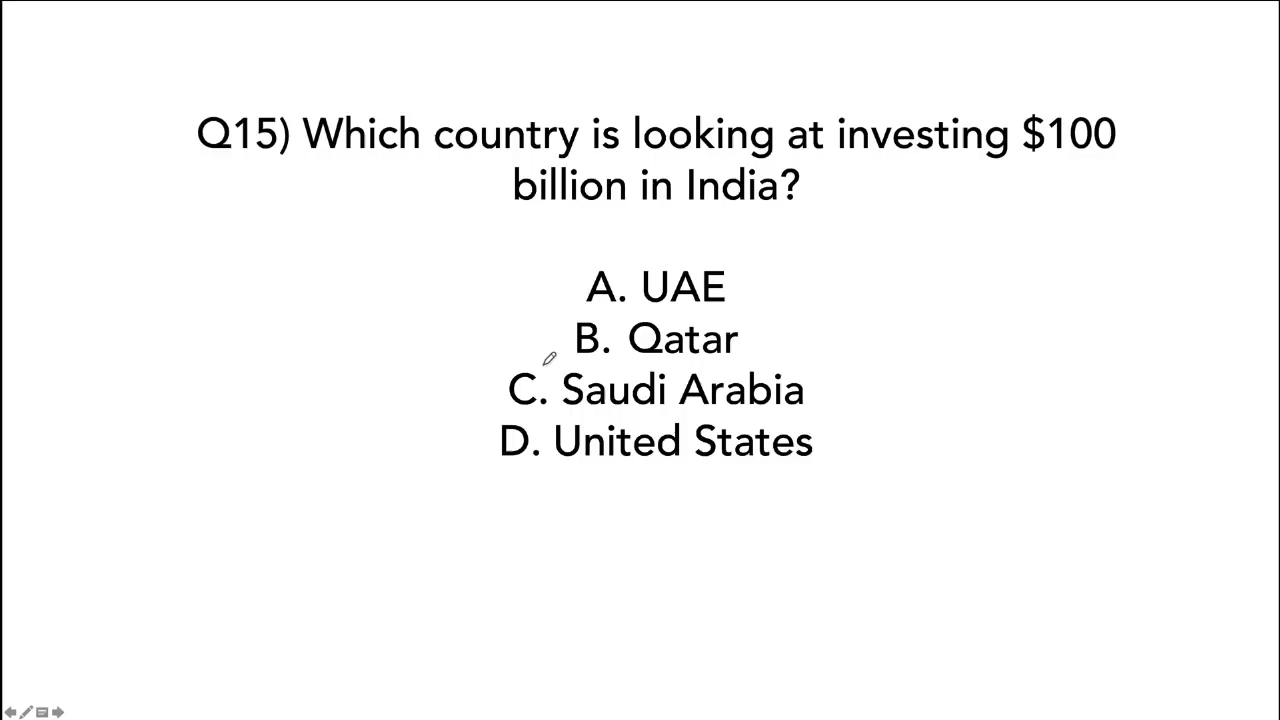 Q15) Which country is looking at investing $100
billion in India?
A. UAE
B. Qatar
C. Saudi Arabia
D. United States